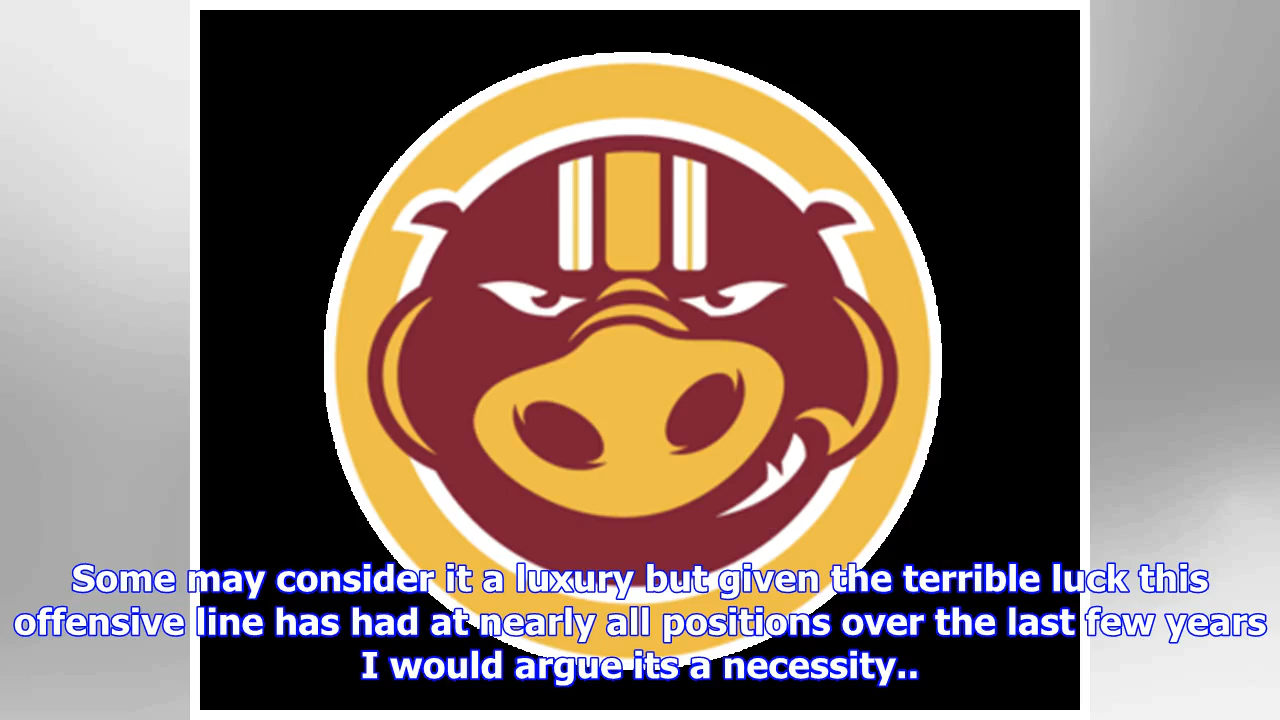 Some may consider it a luxury but given the terrible luck this
offensive line has had at nearly all positions over the last few years
I would argue its a necessity..